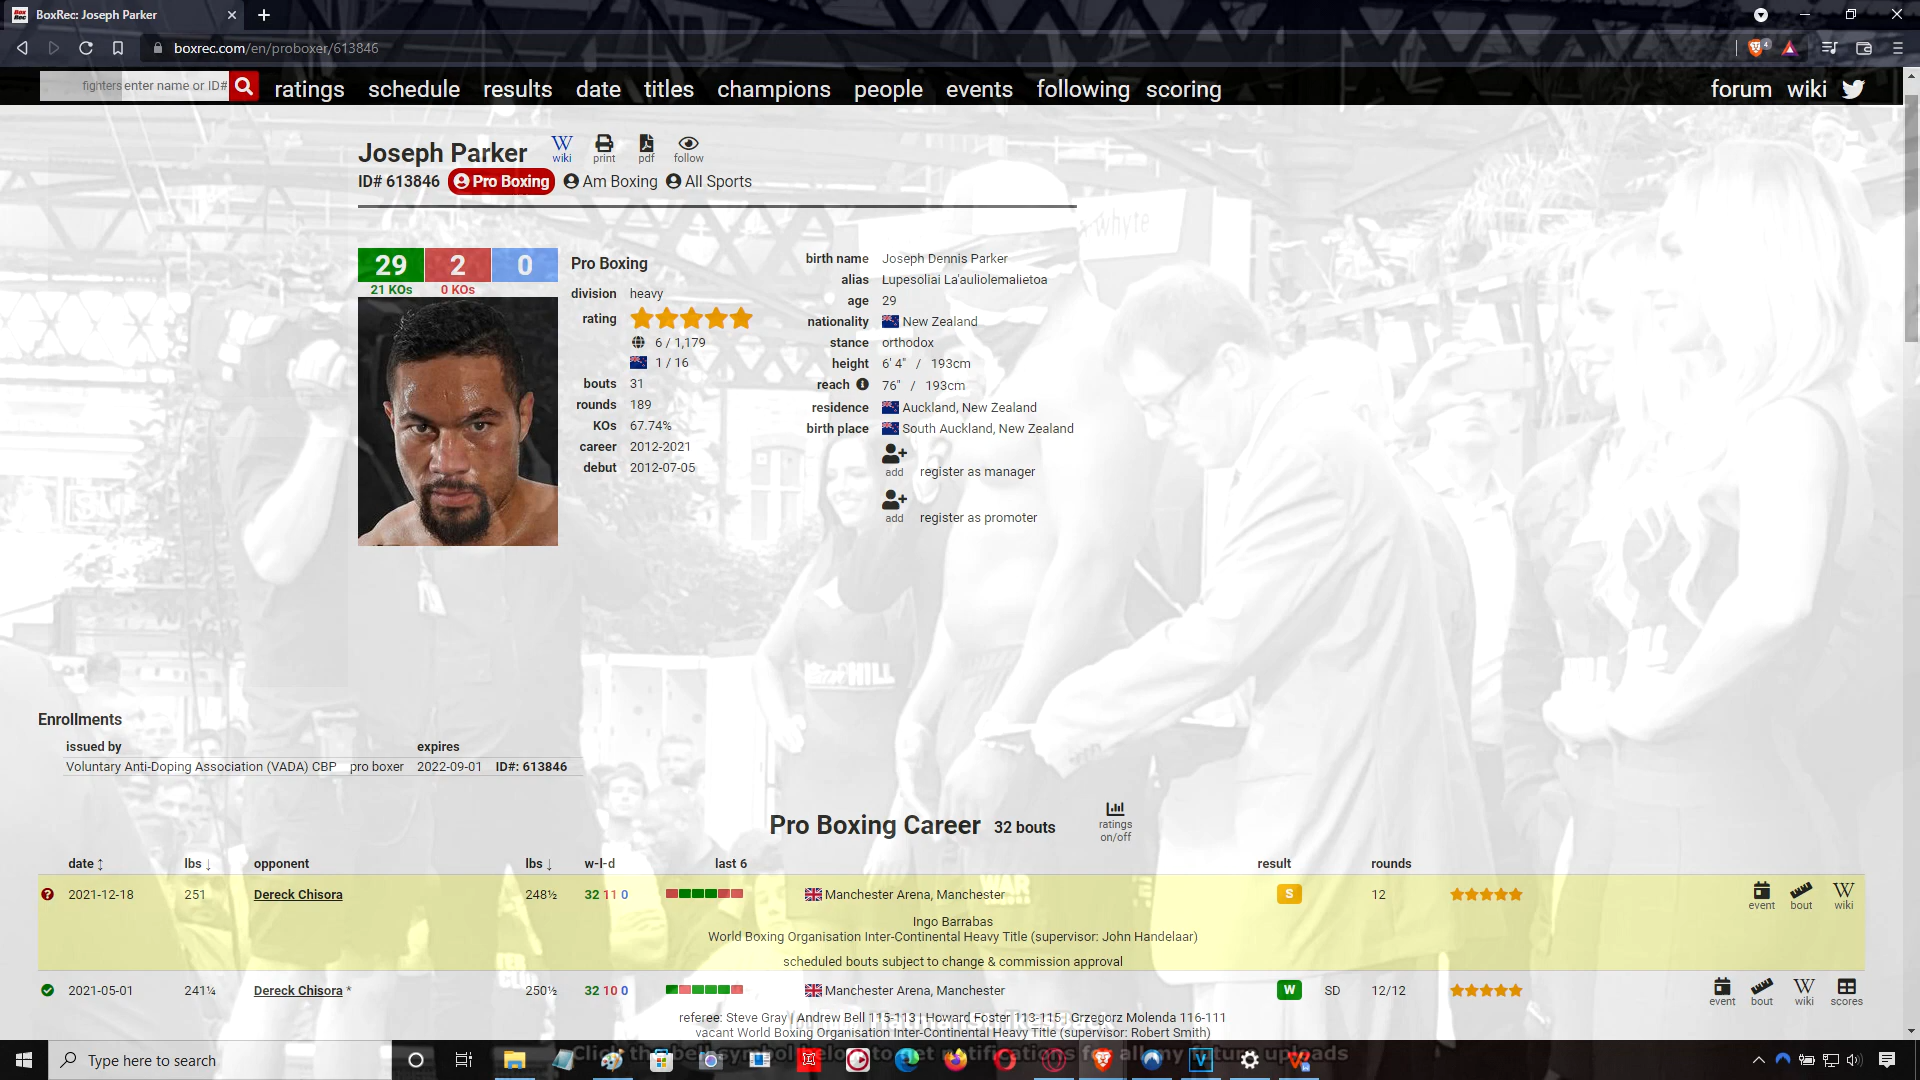 BoxRec: Joseph Parker
boxrec.com/en/proboxer/613846
fighters enter name or ID#
ratings schedule results date titles champions people events following scoring forum wiki
Joseph Parker wiki print pdf follow
ID# 613846 Pro Boxing Am Boxing All Sports
29 2 0
21 KOs 0 KOs
Pro Boxing
division heavy
rating
6 / 1,179
1 / 16
bouts 31
rounds 189
KOs 67.74%
career 2012-2021
debut 2012-07-05
birth name Joseph Dennis Parker
alias Lupesoliai La'auliolemalietoa
age 29
nationality New Zealand
stance orthodox
height 6' 4" / 193cm
reach 76" / 193cm
residence Auckland, New Zealand
birth place South Auckland, New Zealand
add register as manager
add register as promoter
Enrollments
issued by expires
Voluntary Anti-Doping Association (VADA) CBP pro boxer 2022-09-01 ID#: 613846
Pro Boxing Career 32 bouts ratings on/off
date lbs opponent lbs w-l-d last 6 result rounds
2021-12-18 251 Dereck Chisora 248½ 32 11 0 Manchester Arena, Manchester S 12 event bout wiki
Ingo Barrabas
World Boxing Organisation Inter-Continental Heavy Title (supervisor: John Handelaar)
scheduled bouts subject to change & commission approval
2021-05-01 241¼ Dereck Chisora * 250½ 32 10 0 Manchester Arena, Manchester W SD 12/12 event bout wiki scores
referee: Steve Gray | Andrew Bell 115-113 | Howard Foster 113-115 | Grzegorz Molenda 116-111
vacant World Boxing Organisation Inter-Continental Heavy Title (supervisor: Robert Smith)
Type here to search